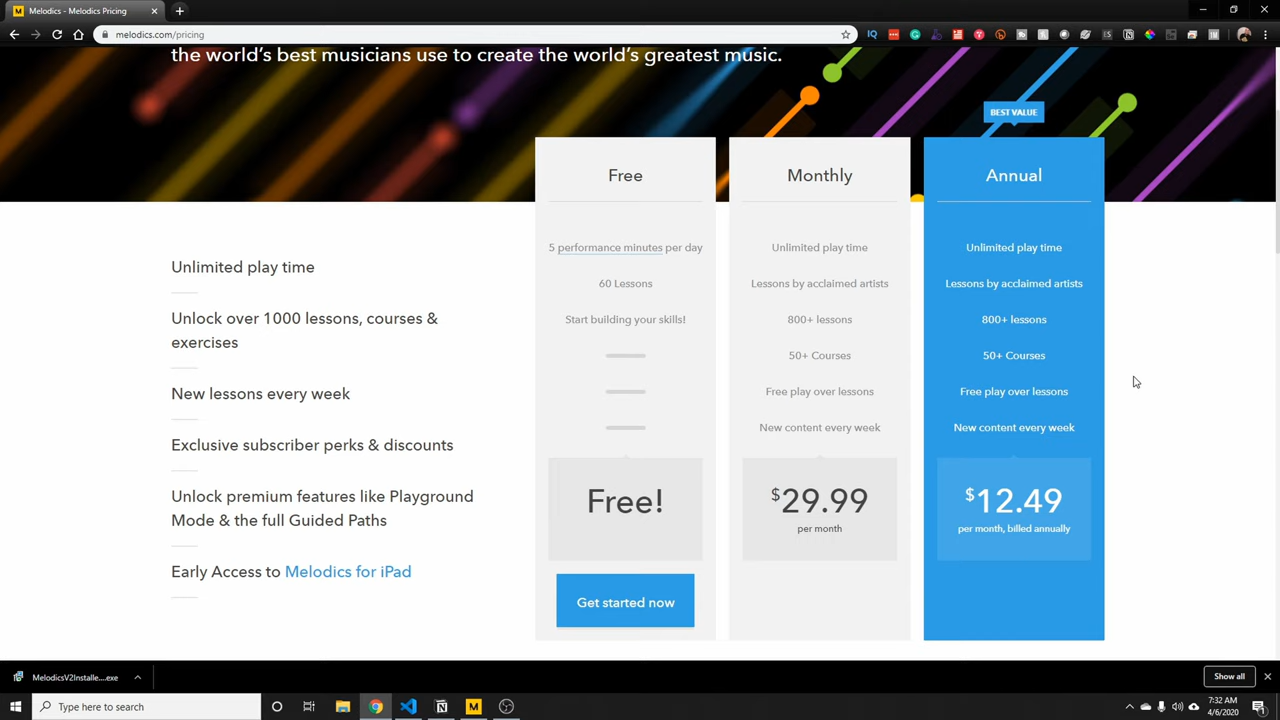 Melodics - Melodics Pricing
melodics.com/pricing
the world's best musicians use to create the world's greatest music.
BEST VALUE
Free
Monthly
Annual
Unlimited play time
Unlock over 1000 lessons, courses &
exercises
New lessons every week
Exclusive subscriber perks & discounts
Unlock premium features like Playground
Mode & the full Guided Paths
Early Access to Melodics for iPad
5 performance minutes per day
60 Lessons
Start building your skills!
Free!
Get started now
Unlimited play time
Lessons by acclaimed artists
800+ lessons
50+ Courses
Free play over lessons
New content every week
$29.99
per month
Unlimited play time
Lessons by acclaimed artists
800+ lessons
50+ Courses
Free play over lessons
New content every week
$12.49
per month, billed annually
MelodicsV2Installe....exe
Show all
Type here to search
7:32 AM
4/6/2020